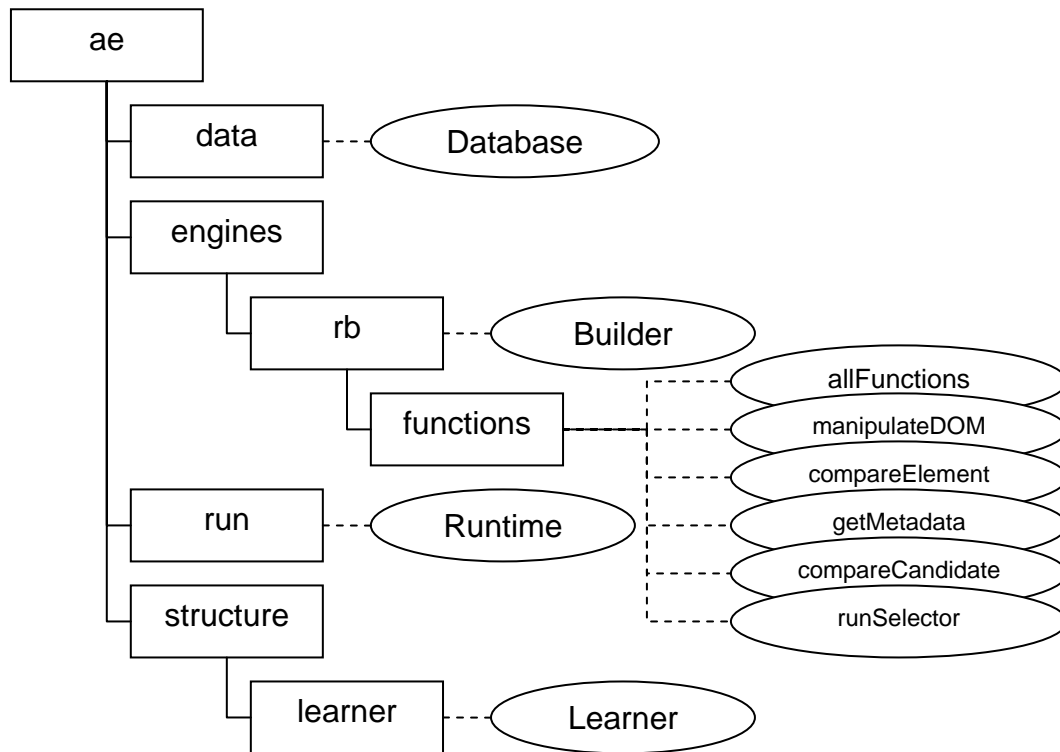 ae
data
Database
engines
rb
Builder
functions
allFunctions
manipulateDOM
compareElement
getMetadata
compareCandidate
runSelector
run
Runtime
structure
learner
Learner